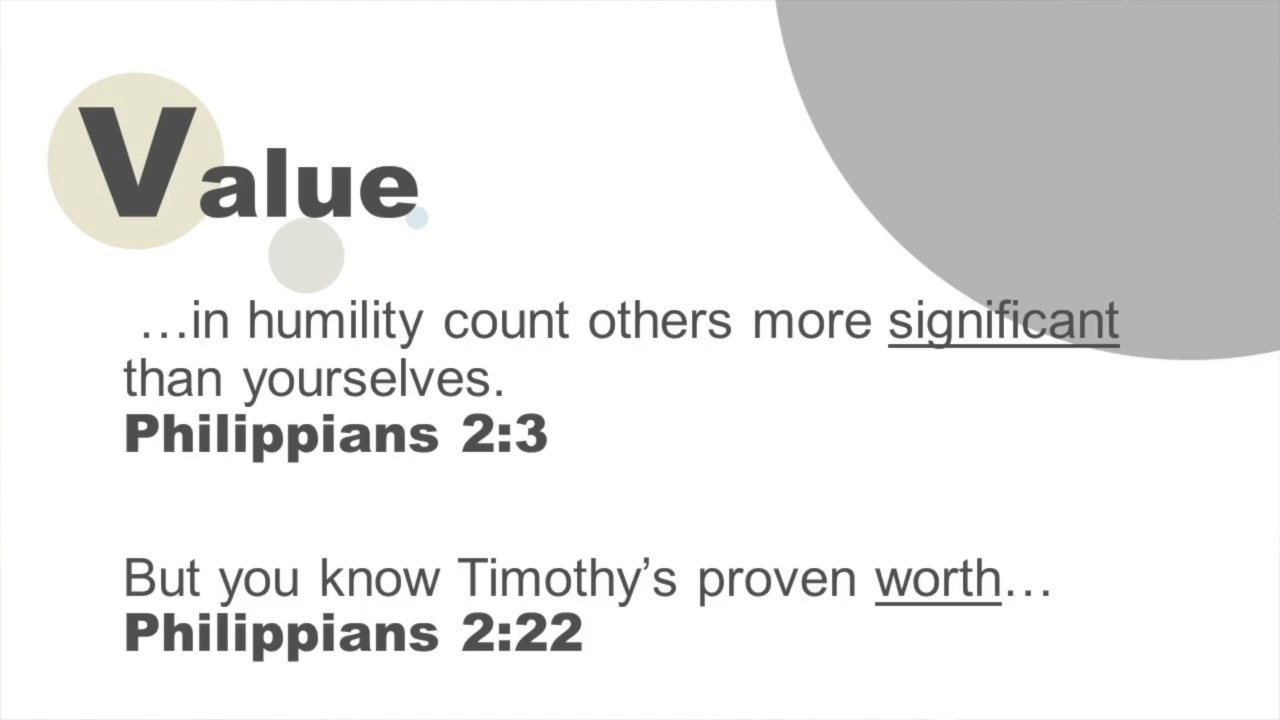 Value
…in humility count others more significant
than yourselves.
Philippians 2:3
But you know Timothy’s proven worth…
Philippians 2:22